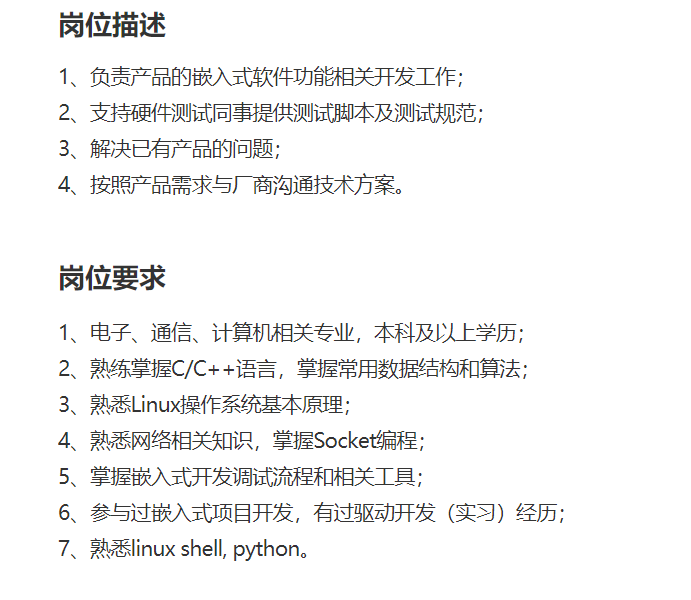 岗位描述
1、负责产品的嵌入式软件功能相关开发工作；
2、支持硬件测试同事提供测试脚本及测试规范；
3、解决已有产品的问题；
4、按照产品需求与厂商沟通技术方案。
岗位要求
1、电子、通信、计算机相关专业，本科及以上学历；
2、熟练掌握C/C++语言，掌握常用数据结构和算法；
3、熟悉Linux操作系统基本原理；
4、熟悉网络相关知识，掌握Socket编程；
5、掌握嵌入式开发调试流程和相关工具；
6、参与过嵌入式项目开发，有过驱动开发（实习）经历；
7、熟悉linux shell, python。